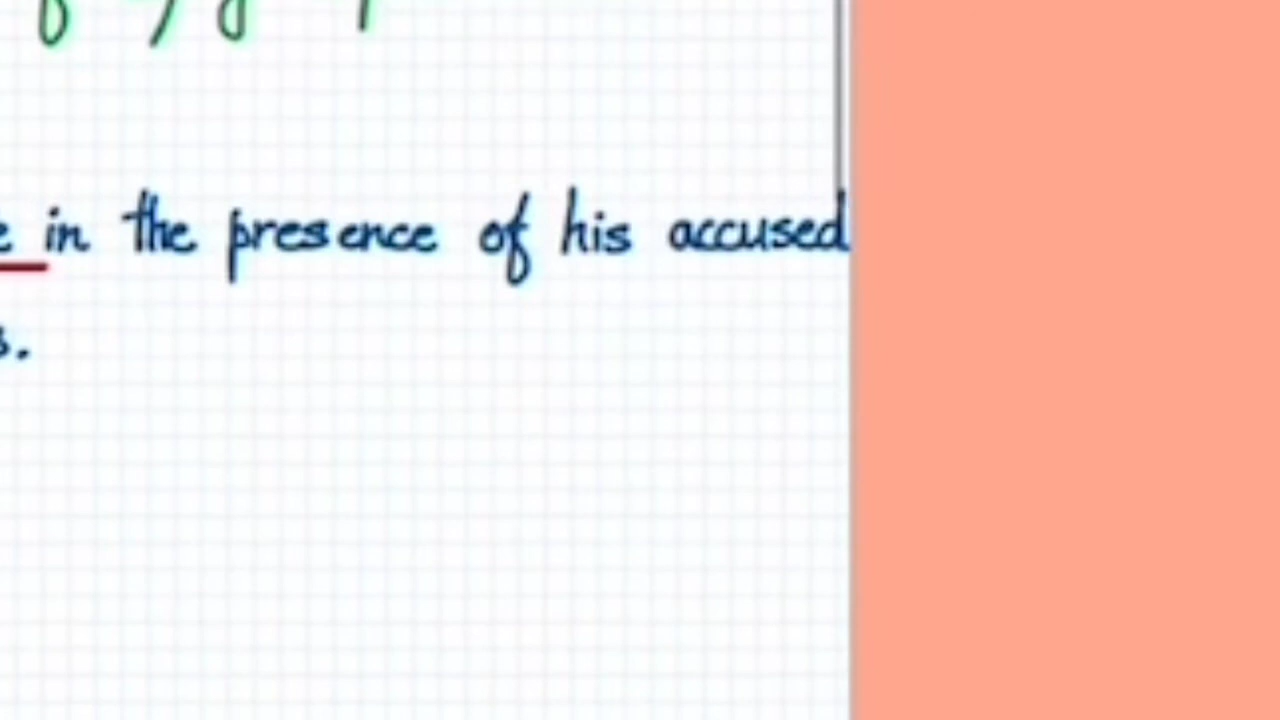 in the presence of his accused